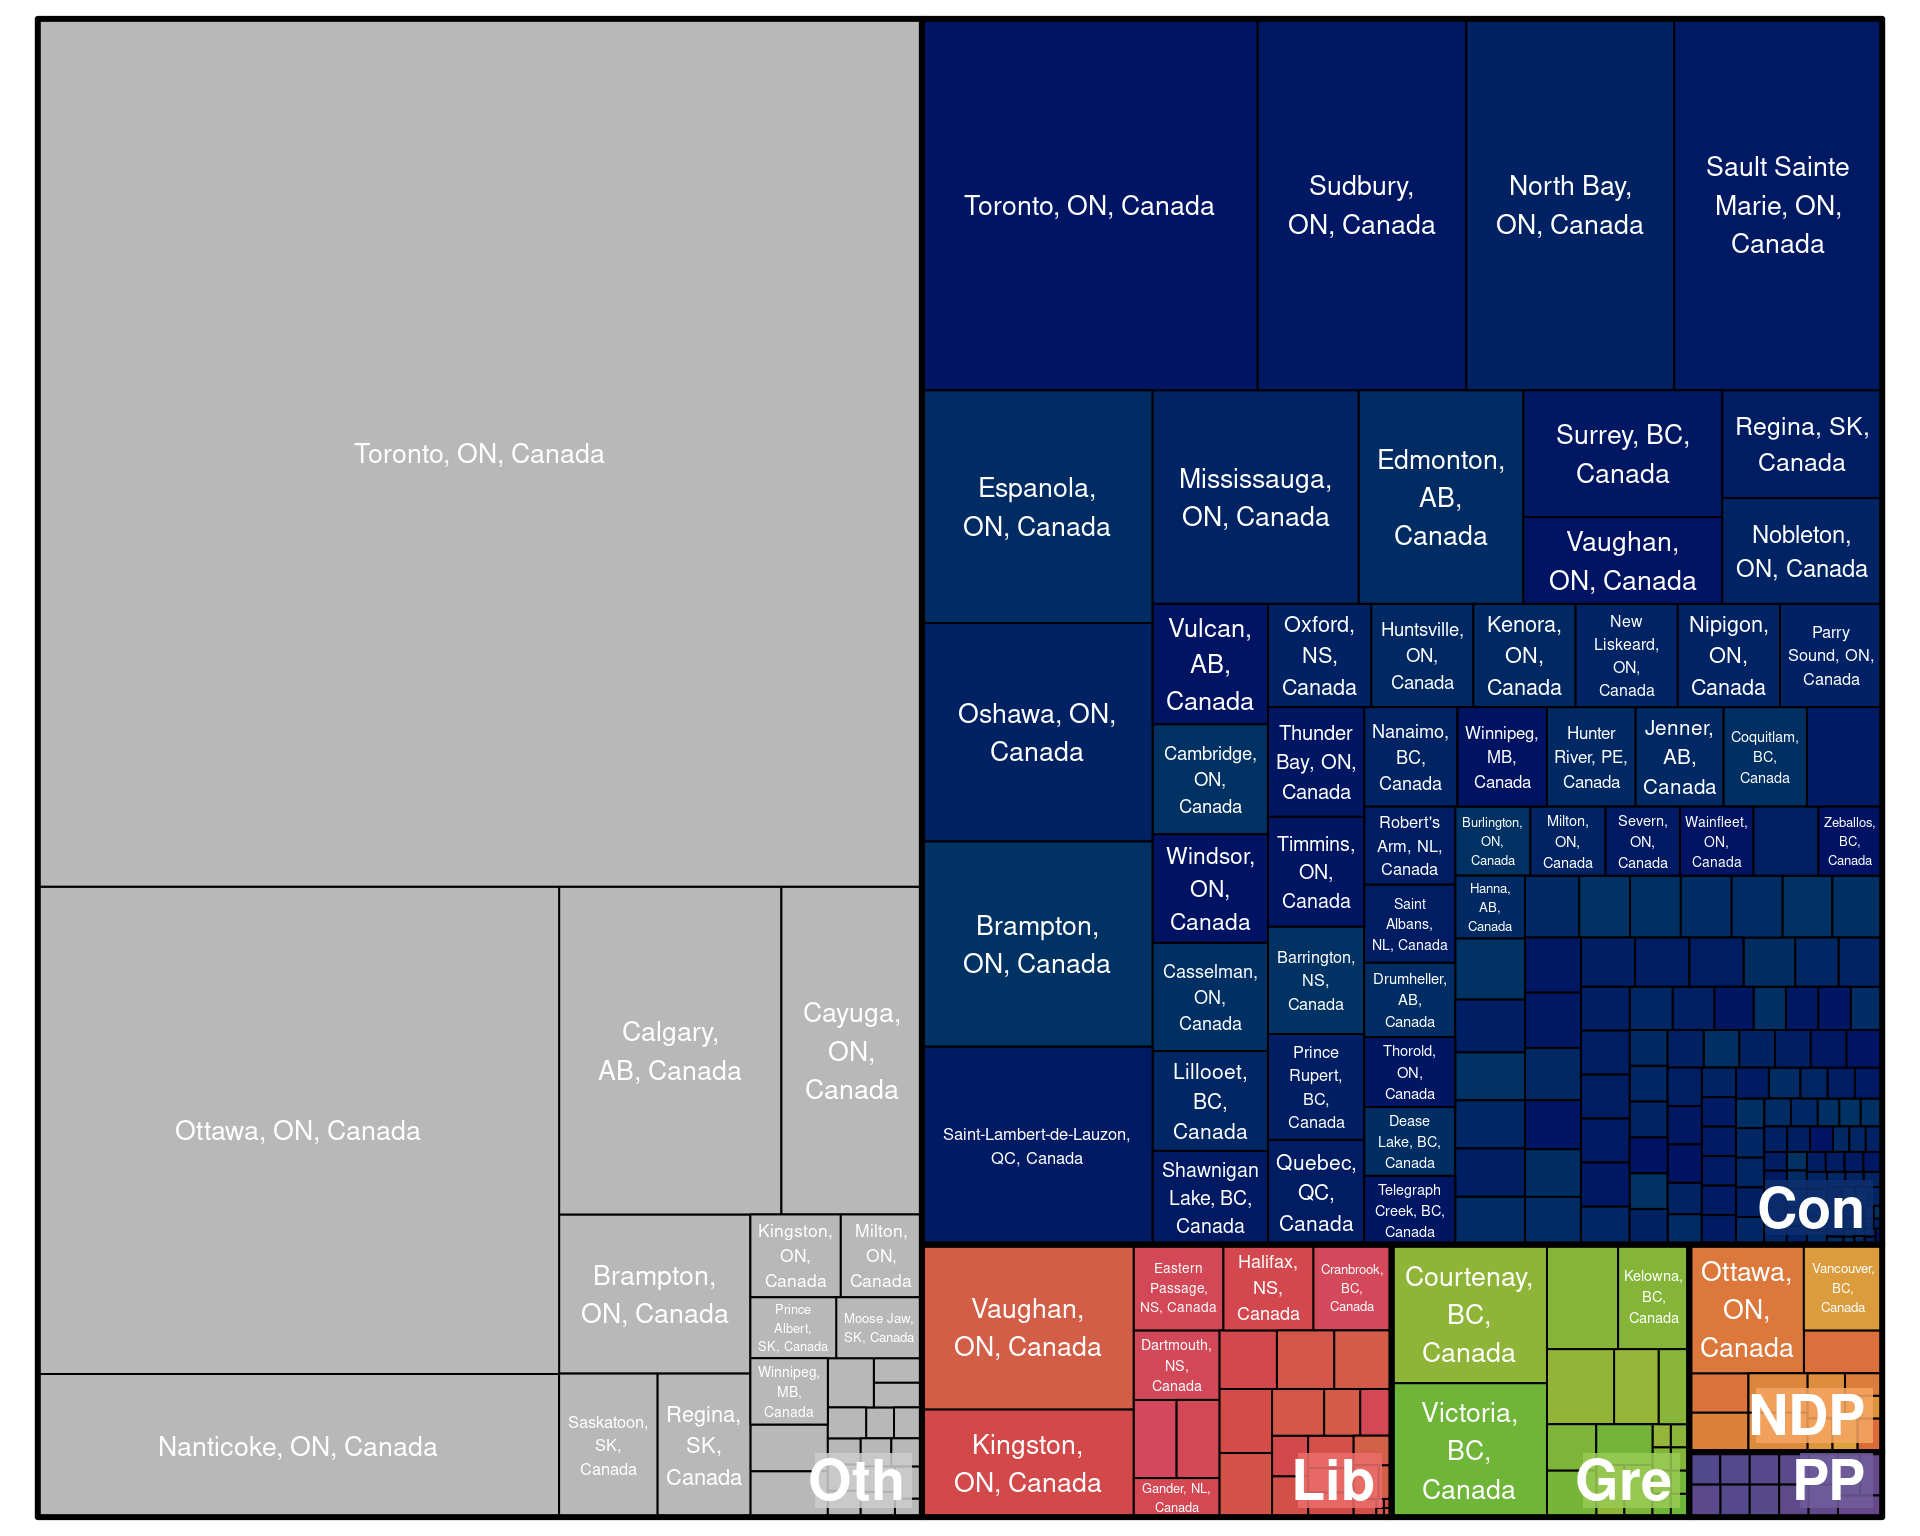 Toronto, ON, Canada
Ottawa, ON, Canada
Nanticoke, ON, Canada
Calgary,
AB, Canada
Cayuga,
ON,
Canada
Brampton,
ON, Canada
Kingston,
ON,
Canada
Milton,
ON,
Canada
Prince
Albert,
SK, Canada
Moose Jaw,
SK, Canada
Winnipeg,
MB,
Canada
Saskatoon,
SK,
Canada
Regina,
SK,
Canada
Oth
Toronto, ON, Canada
Sudbury,
ON, Canada
North Bay,
ON, Canada
Sault Sainte
Marie, ON,
Canada
Espanola,
ON, Canada
Oshawa, ON,
Canada
Brampton,
ON, Canada
Saint-Lambert-de-Lauzon,
QC, Canada
Mississauga,
ON, Canada
Edmonton,
AB,
Canada
Surrey, BC,
Canada
Vaughan,
ON, Canada
Regina, SK,
Canada
Nobleton,
ON, Canada
Vulcan,
AB,
Canada
Cambridge,
ON,
Canada
Windsor,
ON,
Canada
Casselman,
ON,
Canada
Lillooet,
BC,
Canada
Shawnigan
Lake, BC,
Canada
Oxford,
NS,
Canada
Huntsville,
ON,
Canada
Kenora,
ON,
Canada
New
Liskeard,
ON,
Canada
Nipigon,
ON,
Canada
Parry
Sound, ON,
Canada
Thunder
Bay, ON,
Canada
Timmins,
ON,
Canada
Barrington,
NS,
Canada
Prince
Rupert,
BC,
Canada
Quebec,
QC,
Canada
Nanaimo,
BC,
Canada
Winnipeg,
MB,
Canada
Hunter
River, PE,
Canada
Jenner,
AB,
Canada
Coquitlam,
BC,
Canada
Robert's
Arm, NL,
Canada
Saint
Albans,
NL, Canada
Drumheller,
AB,
Canada
Thorold,
ON,
Canada
Dease
Lake, BC,
Canada
Telegraph
Creek, BC,
Canada
Burlington,
ON,
Canada
Milton,
ON,
Canada
Severn,
ON,
Canada
Wainfleet,
ON,
Canada
Zeballos,
BC,
Canada
Hanna,
AB,
Canada
Con
Vaughan,
ON, Canada
Kingston,
ON, Canada
Eastern
Passage,
NS, Canada
Halifax,
NS,
Canada
Cranbrook,
BC,
Canada
Dartmouth,
NS,
Canada
Gander, NL,
Canada
Lib
Courtenay,
BC,
Canada
Victoria,
BC,
Canada
Kelowna,
BC,
Canada
Gre
Ottawa,
ON,
Canada
Vancouver,
BC,
Canada
NDP
PP